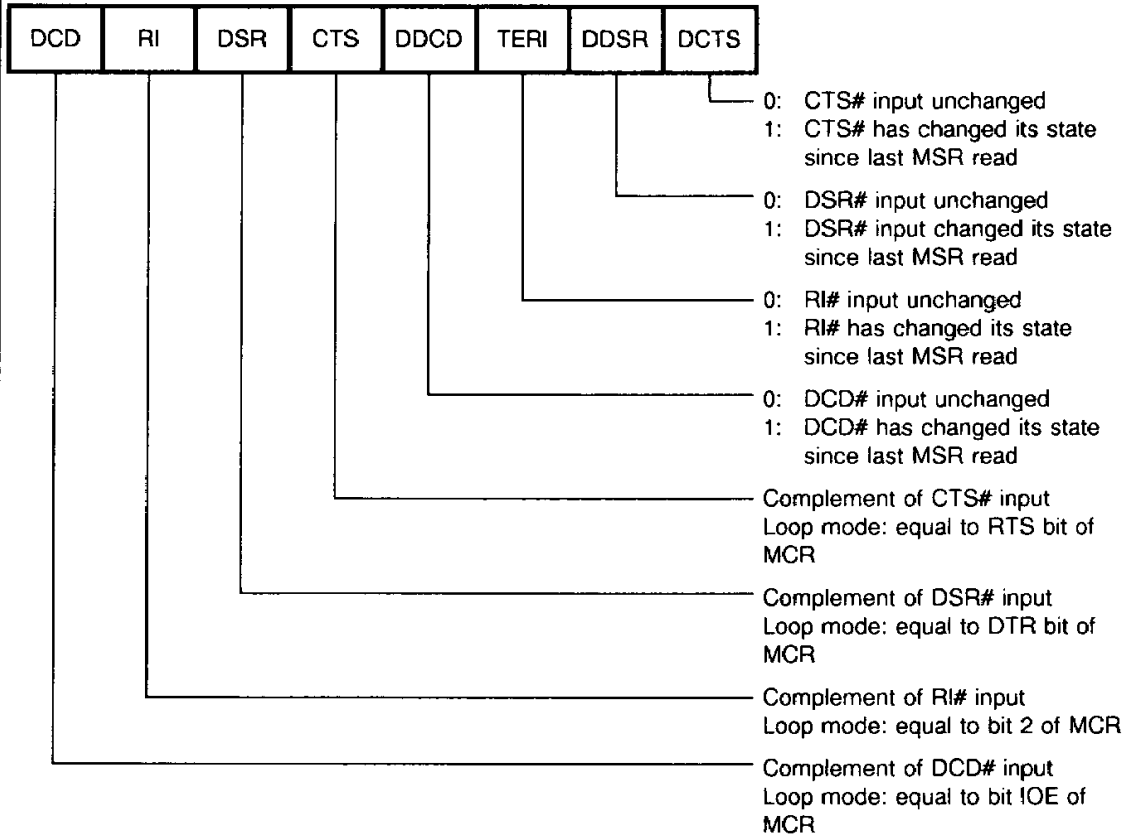 DCD RI DSR CTS DDCD TERI DDSR DCTS
0: CTS# input unchanged
1: CTS# has changed its state
since last MSR read
0: DSR# input unchanged
1: DSR# input changed its state
since last MSR read
0: RI# input unchanged
1: RI# has changed its state
since last MSR read
0: DCD# input unchanged
1: DCD# has changed its state
since last MSR read
Complement of CTS# input
Loop mode: equal to RTS bit of
MCR
Complement of DSR# input
Loop mode: equal to DTR bit of
MCR
Complement of RI# input
Loop mode: equal to bit 2 of MCR
Complement of DCD# input
Loop mode: equal to bit IOE of
MCR